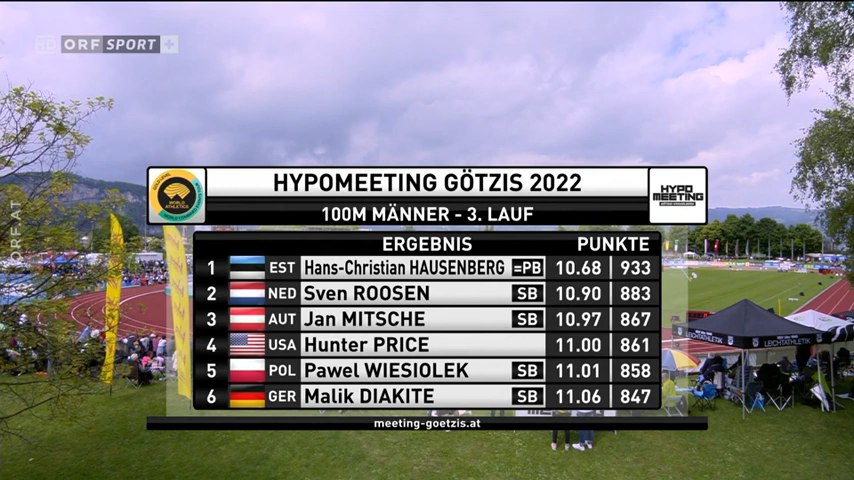 HD ORF SPORT +
HYPOMEETING GÖTZIS 2022
WORLD ATHLETICS
HYPO MEETING
100M MÄNNER - 3. LAUF
ERGEBNIS PUNKTE
1 EST Hans-Christian HAUSENBERG =PB 10.68 933
2 NED Sven ROOSEN SB 10.90 883
3 AUT Jan MITSCHE SB 10.97 867
4 USA Hunter PRICE 11.00 861
5 POL Pawel WIESIOLEK SB 11.01 858
6 GER Malik DIAKITE SB 11.06 847
meeting-goetzis.at
ORF.AT
LEICHTATHLETIK